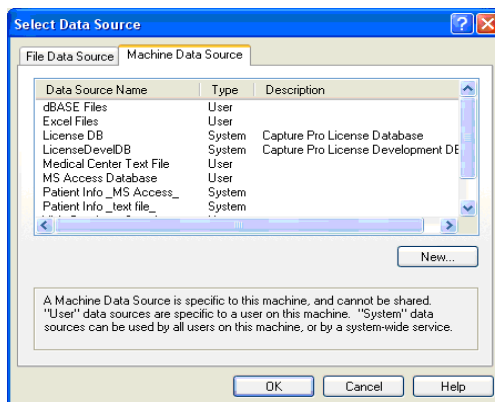 Select Data Source
File Data Source Machine Data Source
Data Source Name Type Description
dBASE Files User
Excel Files User
License DB System Capture Pro License Database
LicenseDevelDB System Capture Pro License Development DE
Medical Center Text File User
MS Access Database User
Patient Info _MS Access_ System
Patient Info _text file_ System
New...
A Machine Data Source is specific to this machine, and cannot be shared.
"User" data sources are specific to a user on this machine. "System" data
sources can be used by all users on this machine, or by a system-wide service.
OK Cancel Help